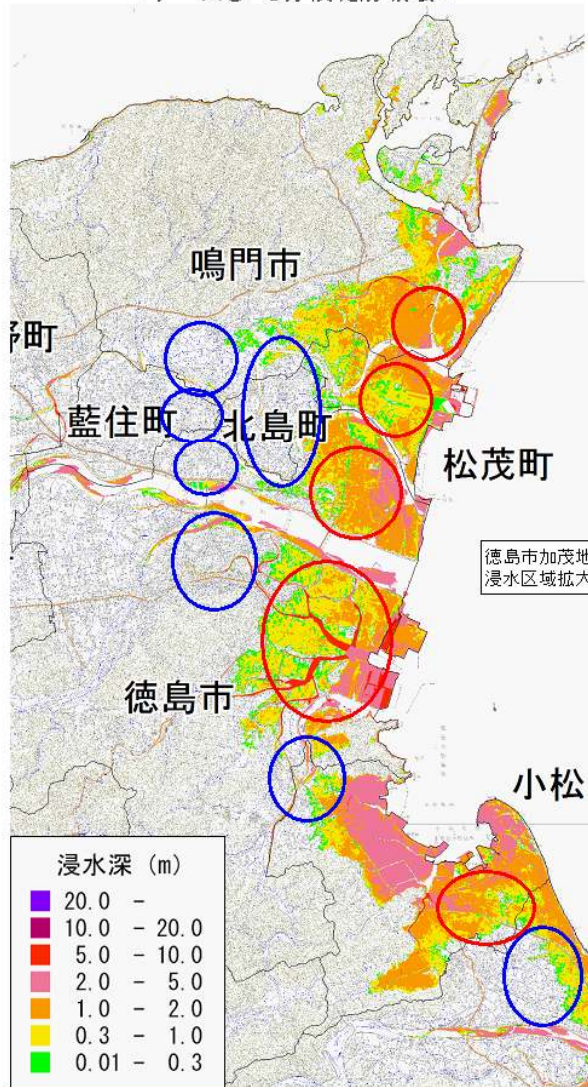 鳴門市
野町
藍住町
北島町
松茂町
徳島市加茂地
浸水区域拡大
徳島市
小松
浸水深 (m)
20.0 -
10.0 - 20.0
5.0 - 10.0
2.0 - 5.0
1.0 - 2.0
0.3 - 1.0
0.01 - 0.3